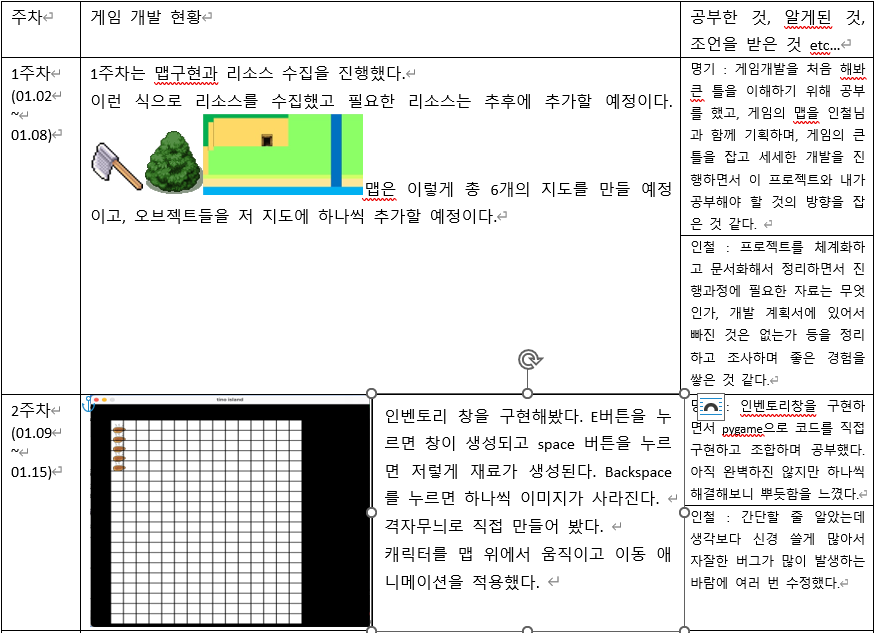 주차
게임 개발 현황
공부한 것, 알게된 것,
조언을 받은 것 etc…
1주차
(01.02
~
01.08)
1주차는 맵구현과 리소스 수집을 진행했다.
이런 식으로 리소스를 수집했고 필요한 리소스는 추후에 추가할 예정이다.
맵은 이렇게 총 6개의 지도를 만들 예정
이고, 오브젝트들을 저 지도에 하나씩 추가할 예정이다.
명기 : 게임개발을 처음 해봐
큰 틀을 이해하기 위해 공부
를 했고, 게임의 맵을 인철님
과 함께 기획하며, 게임의 큰
틀을 잡고 세세한 개발을 진
행하면서 이 프로젝트와 내가
공부해야 할 것의 방향을 잡
은 것 같다.
인철 : 프로젝트를 체계화하
고 문서화해서 정리하면서 진
행과정에 필요한 자료는 무엇
인가, 개발 계획서에 있어서
빠진 것은 없는가 등을 정리
하고 조사하며 좋은 경험을
쌓은 것 같다.
2주차
(01.09
~
01.15)
tino island
인벤토리 창을 구현해봤다. E버튼을 누
르면 창이 생성되고 space 버튼을 누르
면 저렇게 재료가 생성된다. Backspace
를 누르면 하나씩 이미지가 사라진다.
격자무늬로 직접 만들어 봤다.
캐릭터를 맵 위에서 움직이고 이동 애
니메이션을 적용했다.
: 인벤토리창을 구현하
면서 pygame으로 코드를 직접
구현하고 조합하며 공부했다.
아직 완벽하진 않지만 하나씩
해결해보니 뿌듯함을 느꼈다.
인철 : 간단할 줄 알았는데
생각보다 신경 쓸게 많아서
자잘한 버그가 많이 발생하는
바람에 여러 번 수정했다.